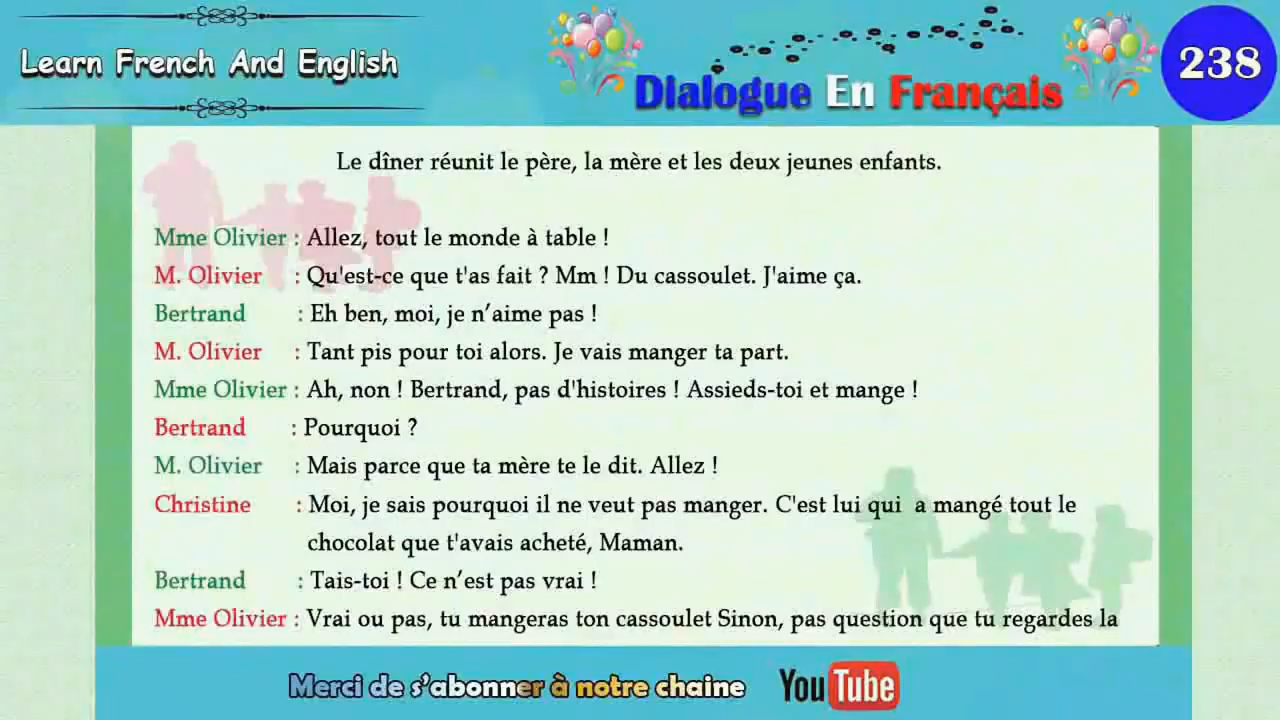 Learn French And English
Dialogue En Français
238
Le dîner réunit le père, la mère et les deux jeunes enfants.
Mme Olivier : Allez, tout le monde à table !
M. Olivier : Qu'est-ce que t'as fait ? Mm ! Du cassoulet. J'aime ça.
Bertrand : Eh ben, moi, je n’aime pas !
M. Olivier : Tant pis pour toi alors. Je vais manger ta part.
Mme Olivier : Ah, non ! Bertrand, pas d'histoires ! Assieds-toi et mange !
Bertrand : Pourquoi ?
M. Olivier : Mais parce que ta mère te le dit. Allez !
Christine : Moi, je sais pourquoi il ne veut pas manger. C'est lui qui a mangé tout le
chocolat que t'avais acheté, Maman.
Bertrand : Tais-toi ! Ce n’est pas vrai !
Mme Olivier : Vrai ou pas, tu mangeras ton cassoulet Sinon, pas question que tu regardes la
Merci de s’abonner à notre chaine
YouTube